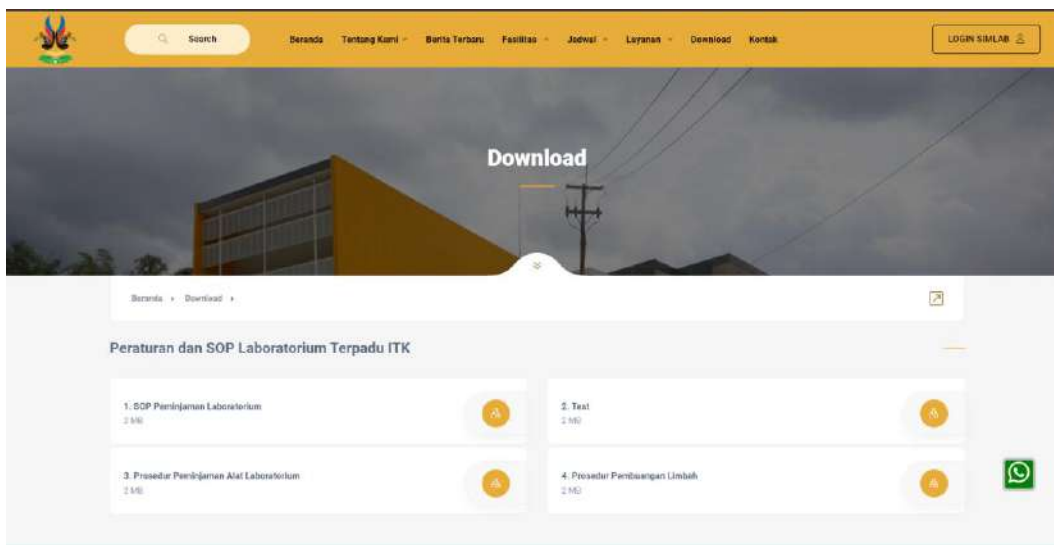 Search
Beranda Tentang Kami Berita Terbaru Fasilitas Jadwal Layanan Download Kontak
LOGIN SIMLAB
Download
Beranda Download
Peraturan dan SOP Laboratorium Terpadu ITK
1. SOP Peminjaman Laboratorium
2 MB
2. Test
2 MB
3. Prosedur Peminjaman Alat Laboratorium
2 MB
4. Prosedur Pembuangan Limbah
2 MB